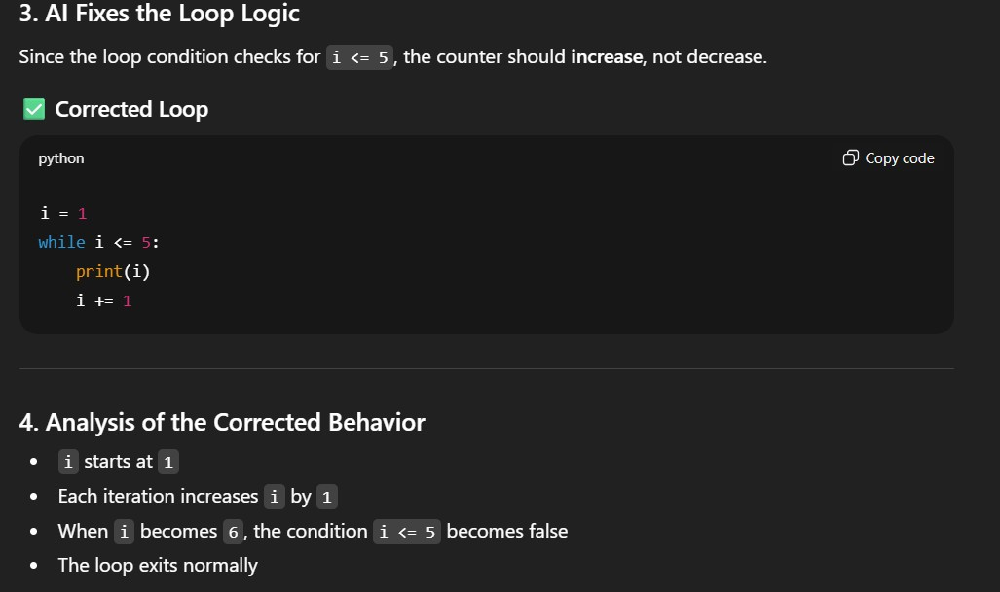 3. AI Fixes the Loop Logic
Since the loop condition checks for i <= 5, the counter should increase, not decrease.
✅ Corrected Loop
python
Copy code
i = 1
while i <= 5:
    print(i)
    i += 1
4. Analysis of the Corrected Behavior
• i starts at 1
• Each iteration increases i by 1
• When i becomes 6, the condition i <= 5 becomes false
• The loop exits normally